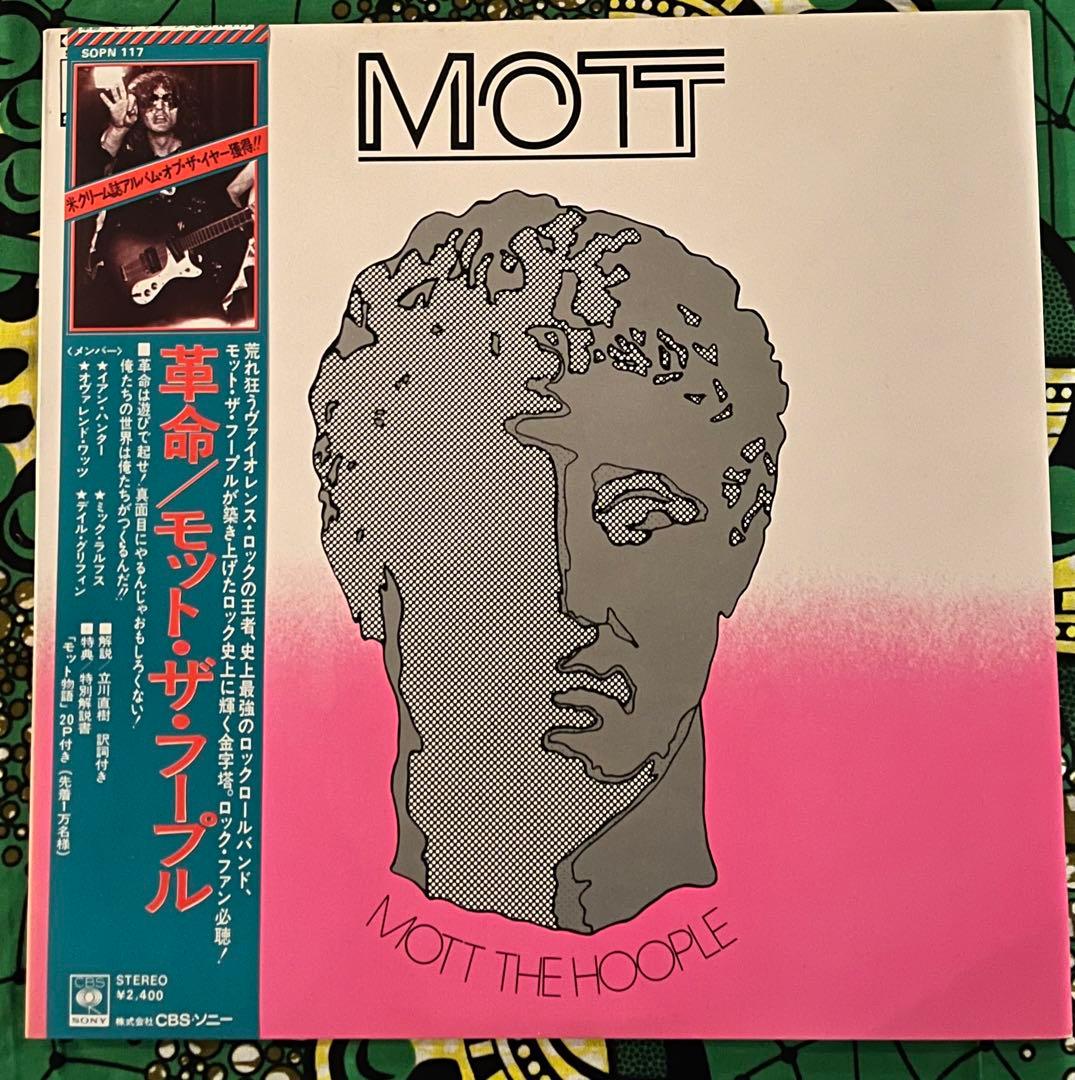 SOPN 117
米クリーム誌アルバム・オブ・ザ・イヤー獲得!!
荒れ狂うヴァイオレンス・ロックの王者、史上最強のロックロールバンド、
モット・ザ・フープルが築き上げたロック史上に輝く金字塔。ロック・ファン必聴!
革命/モット・ザ・フープル
■革命は遊びで起せ!真面目にやるんじゃおもしろくない!
俺たちの世界は俺たちがつくるんだ!!
〈メンバー〉
★イアン・ハンター ★ミック・ラルフス
★オヴァレンド・ワッツ ★デイル・グリフィン
■解説/立川直樹 訳詞付き
■特典/特別解説書
「モット物語」20P付き(先着1万名様)
CBS
SONY
STEREO
¥2,400
株式会社 CBS・ソニー
MOTT
MOTT THE HOOPLE